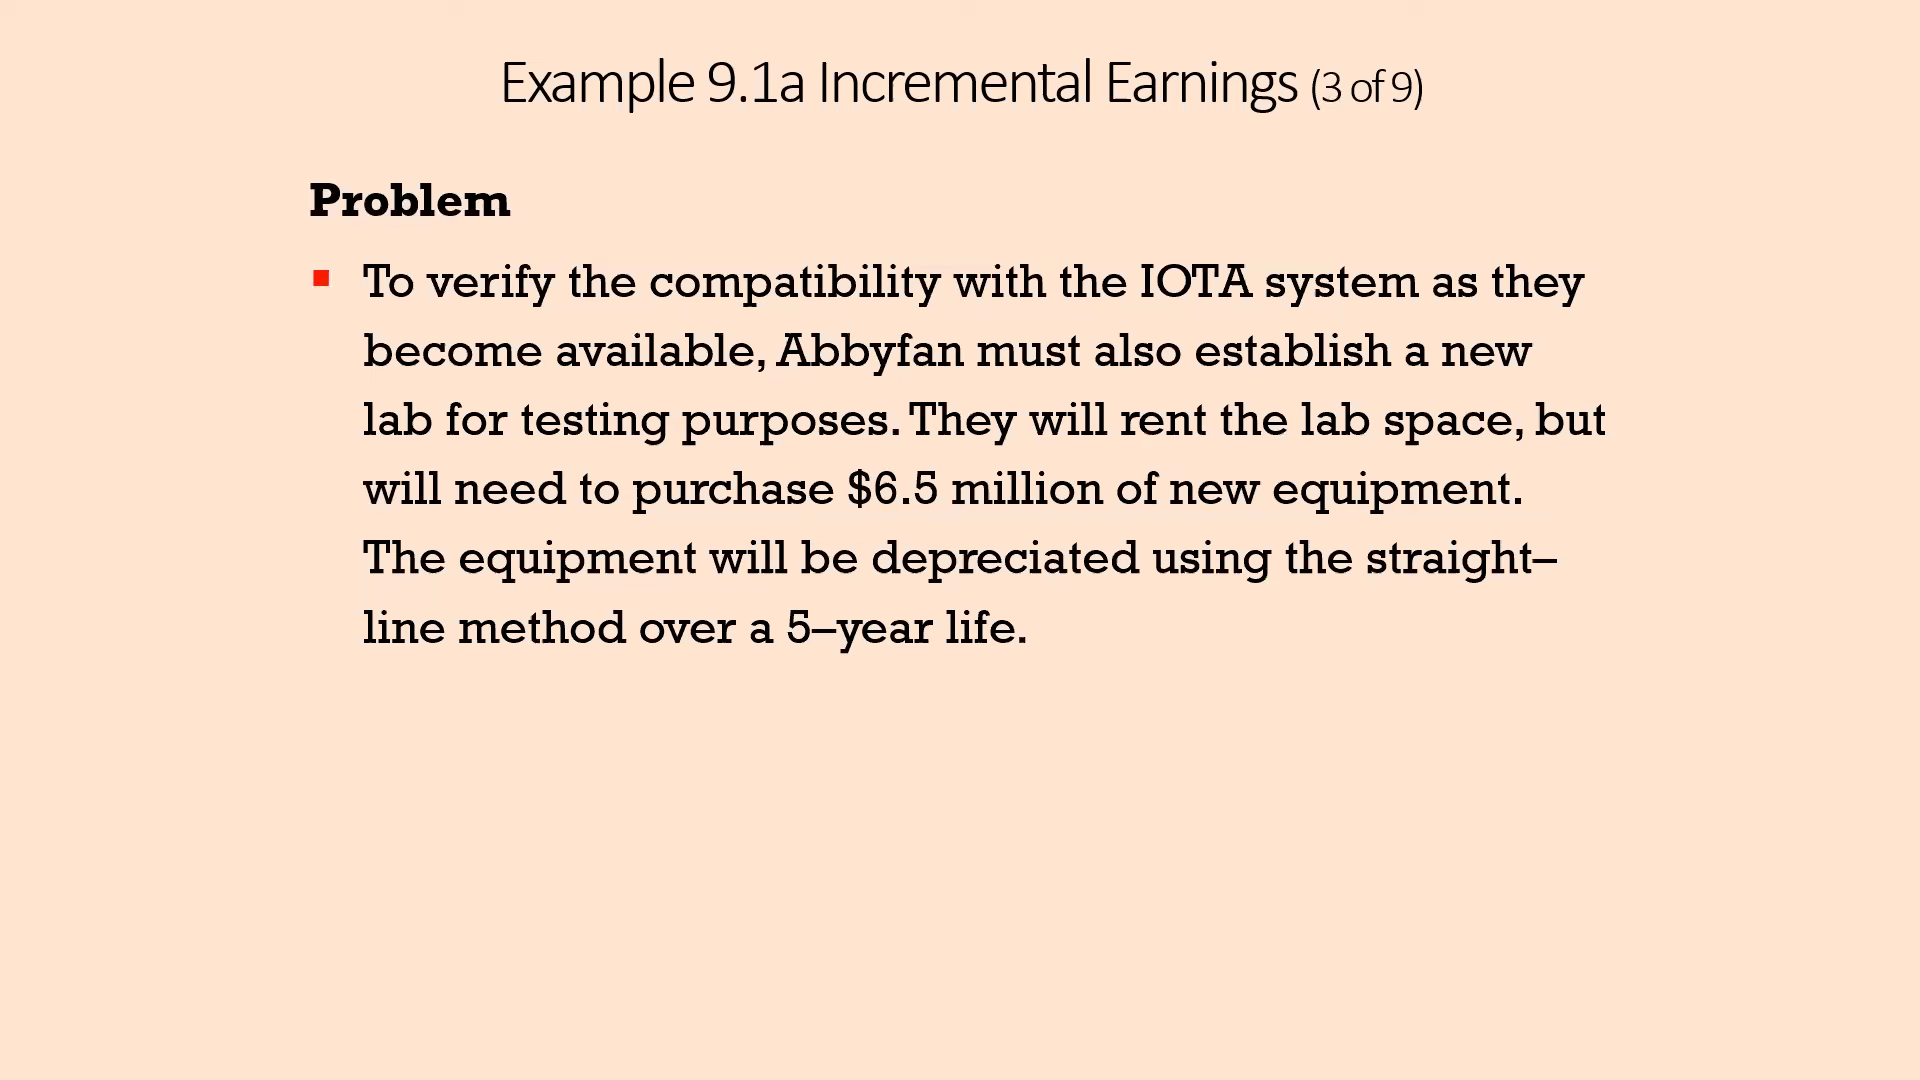 Example 9.1a Incremental Earnings (3 of 9)
Problem
▪ To verify the compatibility with the IOTA system as they
become available, Abbyfan must also establish a new
lab for testing purposes. They will rent the lab space, but
will need to purchase $6.5 million of new equipment.
The equipment will be depreciated using the straight–
line method over a 5–year life.